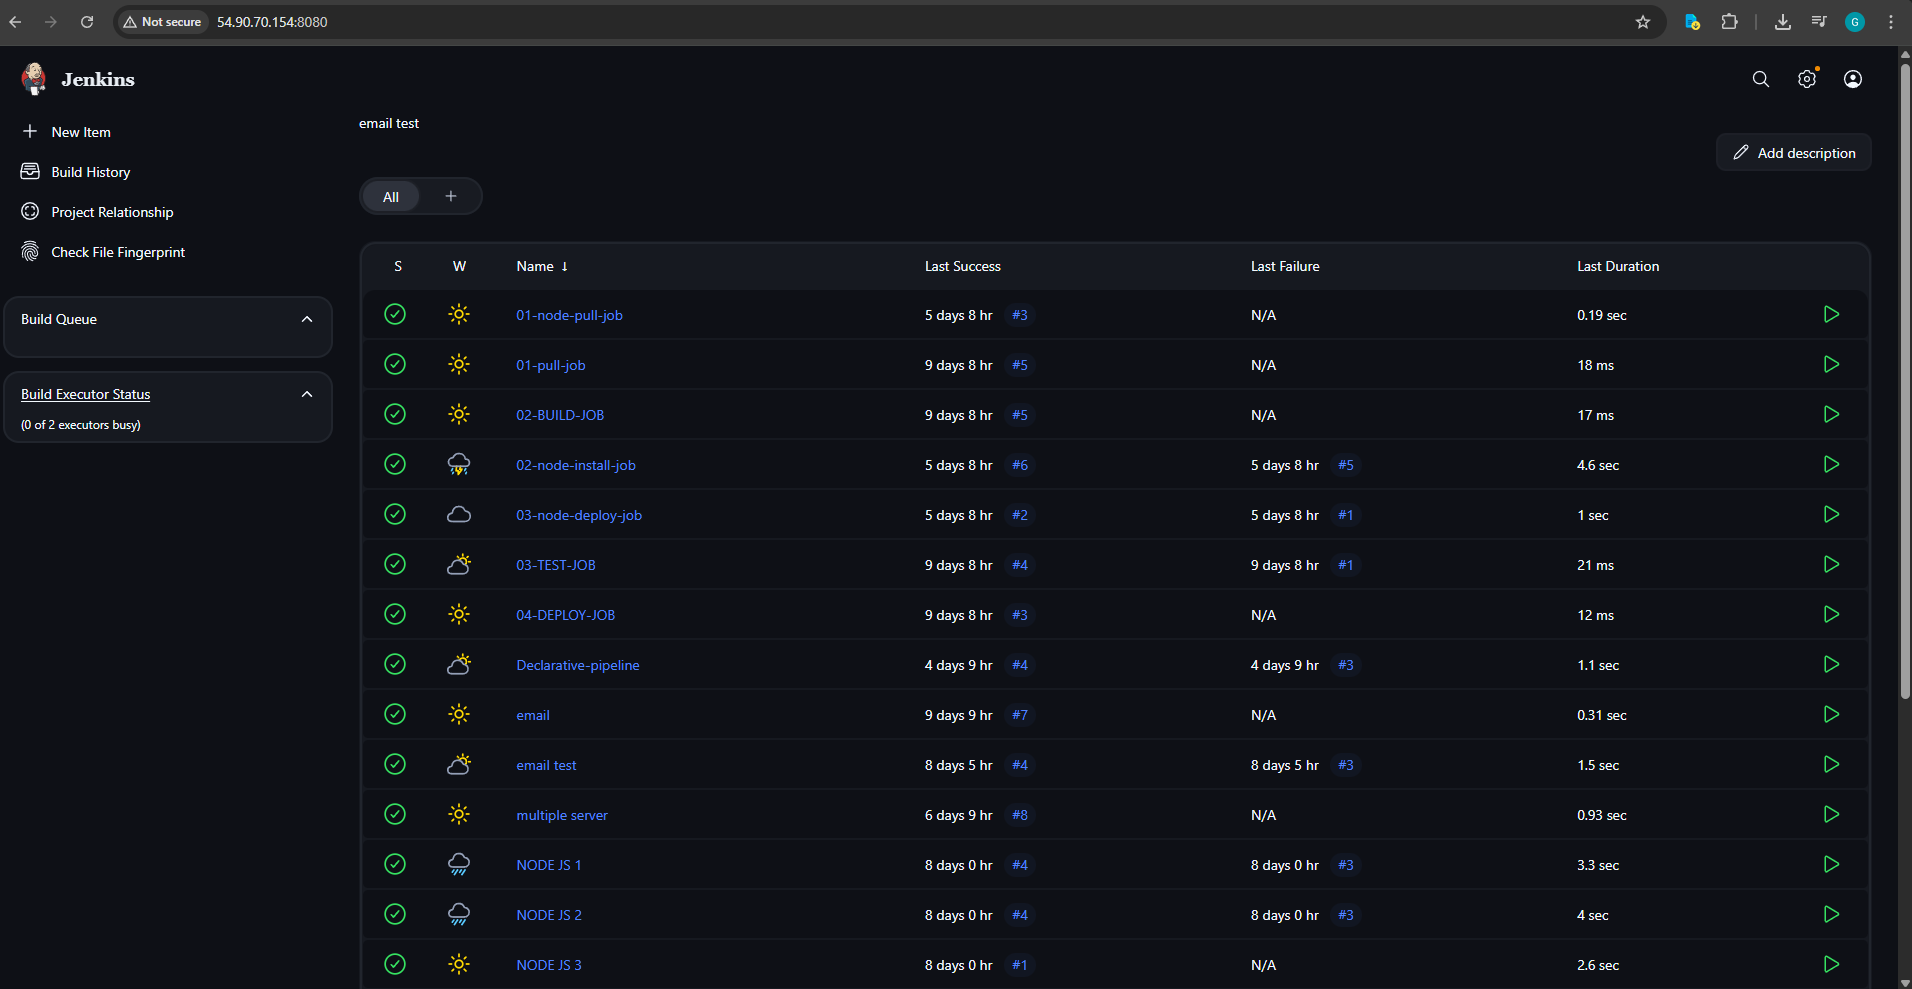 Not secure 54.90.70.154:8080
G
Jenkins
New Item
Build History
Project Relationship
Check File Fingerprint
Build Queue
Build Executor Status
(0 of 2 executors busy)
email test
Add description
All +
S W Name ↓ Last Success Last Failure Last Duration
01-node-pull-job 5 days 8 hr #3 N/A 0.19 sec
01-pull-job 9 days 8 hr #5 N/A 18 ms
02-BUILD-JOB 9 days 8 hr #5 N/A 17 ms
02-node-install-job 5 days 8 hr #6 5 days 8 hr #5 4.6 sec
03-node-deploy-job 5 days 8 hr #2 5 days 8 hr #1 1 sec
03-TEST-JOB 9 days 8 hr #4 9 days 8 hr #1 21 ms
04-DEPLOY-JOB 9 days 8 hr #3 N/A 12 ms
Declarative-pipeline 4 days 9 hr #4 4 days 9 hr #3 1.1 sec
email 9 days 9 hr #7 N/A 0.31 sec
email test 8 days 5 hr #4 8 days 5 hr #3 1.5 sec
multiple server 6 days 9 hr #8 N/A 0.93 sec
NODE JS 1 8 days 0 hr #4 8 days 0 hr #3 3.3 sec
NODE JS 2 8 days 0 hr #4 8 days 0 hr #3 4 sec
NODE JS 3 8 days 0 hr #1 N/A 2.6 sec